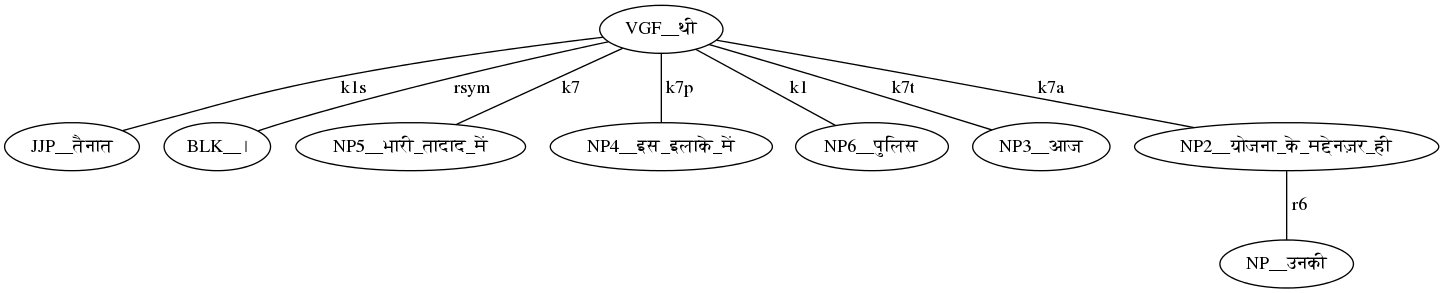 VGF__थी
k1s rsym k7 k7p k1 k7t k7a
JJP__तैनात BLK__। NP5__भारी_तादाद_में NP4__इस_इलाके_में NP6__पुलिस NP3__आज NP2__योजना_के_मद्देनज़र_ही
r6
NP__उनकी